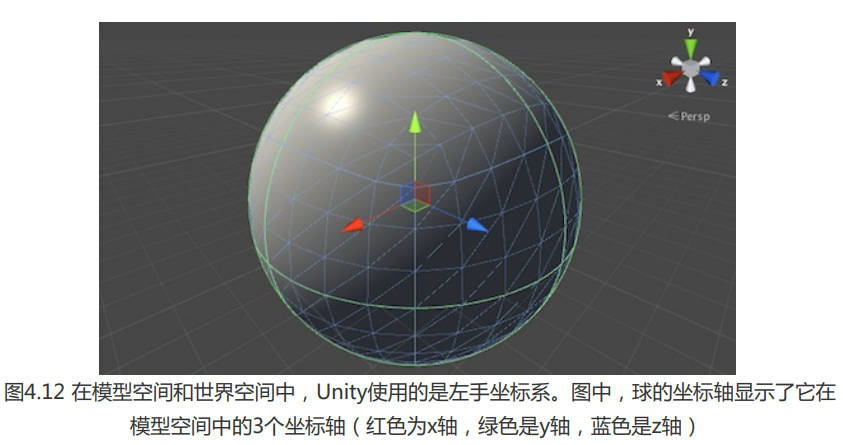 y
x
z
Persp
图4.12 在模型空间和世界空间中，Unity使用的是左手坐标系。图中，球的坐标轴显示了它在
模型空间中的3个坐标轴（红色为x轴，绿色是y轴，蓝色是z轴）